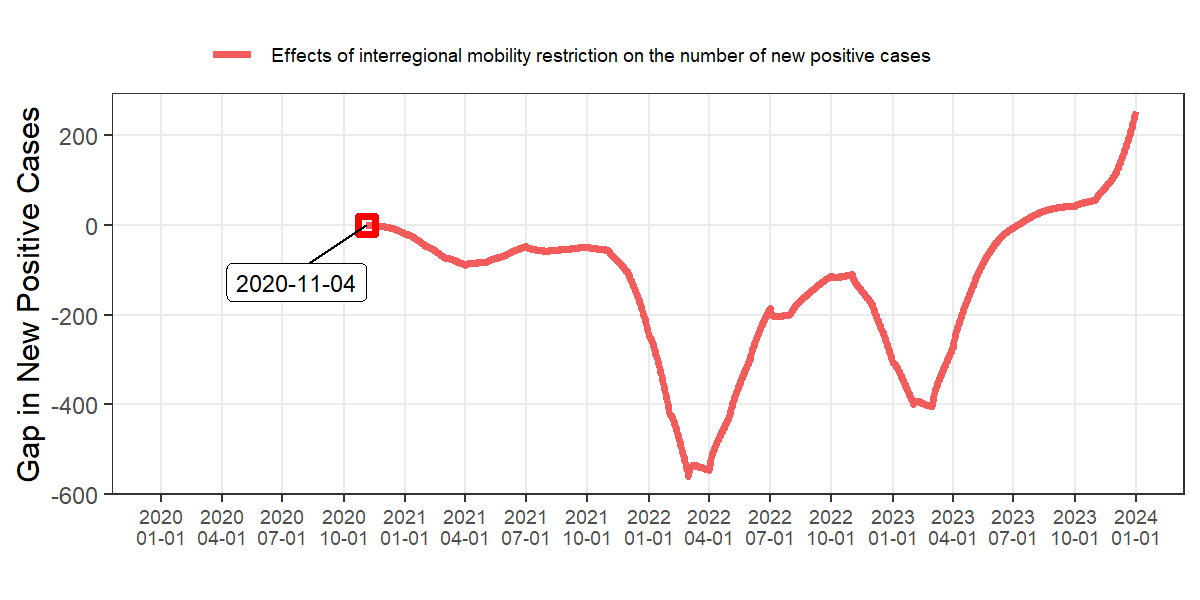 Effects of interregional mobility restriction on the number of new positive cases
Gap in New Positive Cases
200
0
-200
-400
-600
2020-11-04
2020 2020 2020 2020 2021 2021 2021 2021 2022 2022 2022 2022 2023 2023 2023 2023 2024
01-01 04-01 07-01 10-01 01-01 04-01 07-01 10-01 01-01 04-01 07-01 10-01 01-01 04-01 07-01 10-01 01-01